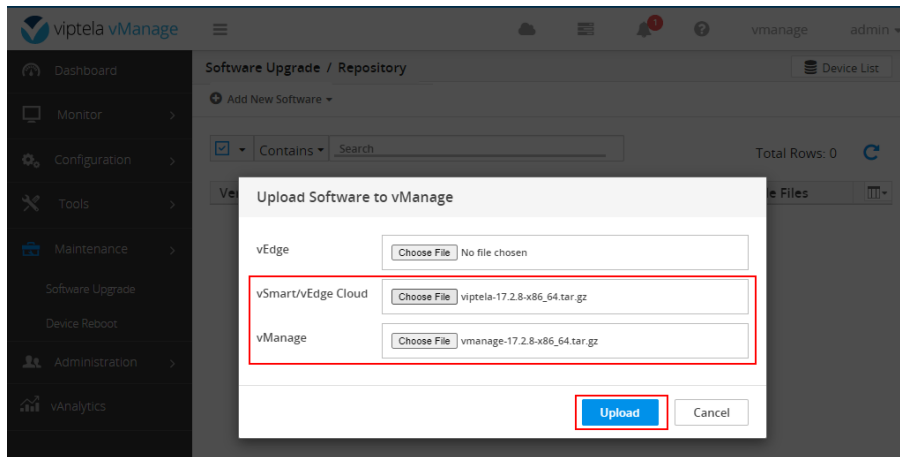 viptela vManage
1
vmanage
admin
Dashboard
Monitor
Configuration
Tools
Maintenance
Software Upgrade
Device Reboot
Administration
vAnalytics
Software Upgrade / Repository
Device List
Add New Software
Contains
Search
Total Rows: 0
Upload Software to vManage
vEdge
Choose File No file chosen
vSmart/vEdge Cloud
Choose File viptela-17.2.8-x86_64.tar.gz
vManage
Choose File vmanage-17.2.8-x86_64.tar.gz
Upload
Cancel
Files